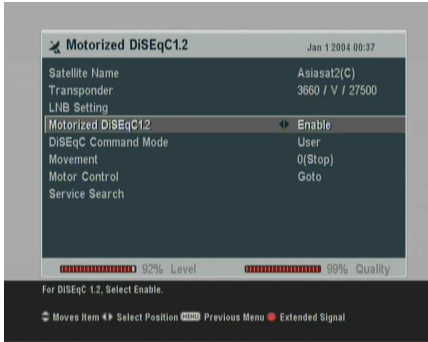 Motorized DiSEqC1.2 Jan 1 2004 00:37
Satellite Name Asiasat2(C)
Transponder 3660 / V / 27500
LNB Setting
Motorized DiSEqC1.2 Enable
DiSEqC Command Mode User
Movement 0(Stop)
Motor Control Goto
Service Search
92% Level 99% Quality
For DiSEqC 1.2, Select Enable.
Moves Item Select Position MENU Previous Menu Extended Signal